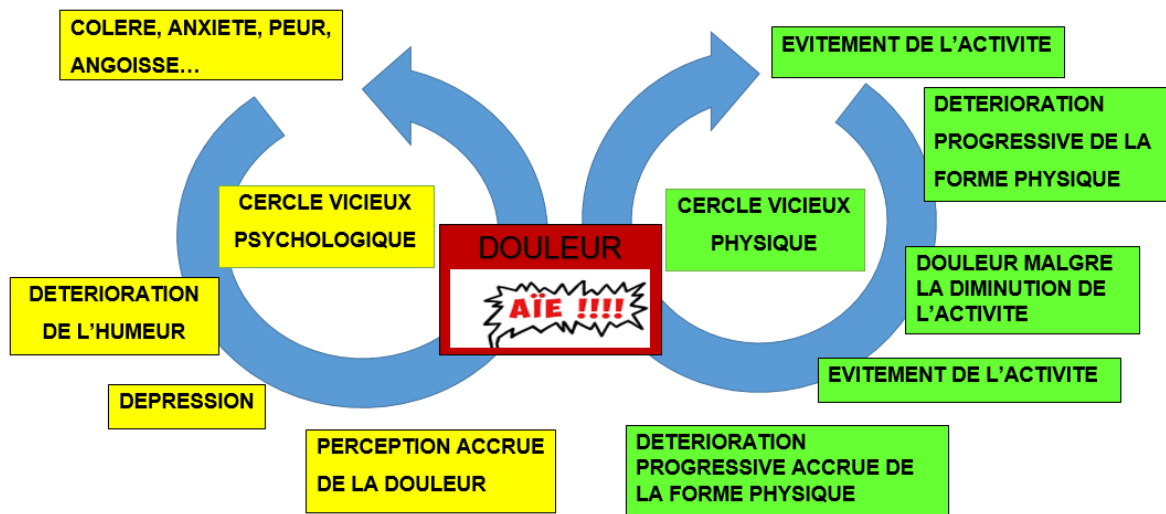 COLERE, ANXIETE, PEUR,
ANGOISSE…
CERCLE VICIEUX
PSYCHOLOGIQUE
DETERIORATION
DE L’HUMEUR
DEPRESSION
PERCEPTION ACCRUE
DE LA DOULEUR
DOULEUR
AÏE !!!!
EVITEMENT DE L’ACTIVITE
DETERIORATION
PROGRESSIVE DE LA
FORME PHYSIQUE
CERCLE VICIEUX
PHYSIQUE
DOULEUR MALGRE
LA DIMINUTION DE
L’ACTIVITE
EVITEMENT DE L’ACTIVITE
DETERIORATION
PROGRESSIVE ACCRUE DE
LA FORME PHYSIQUE